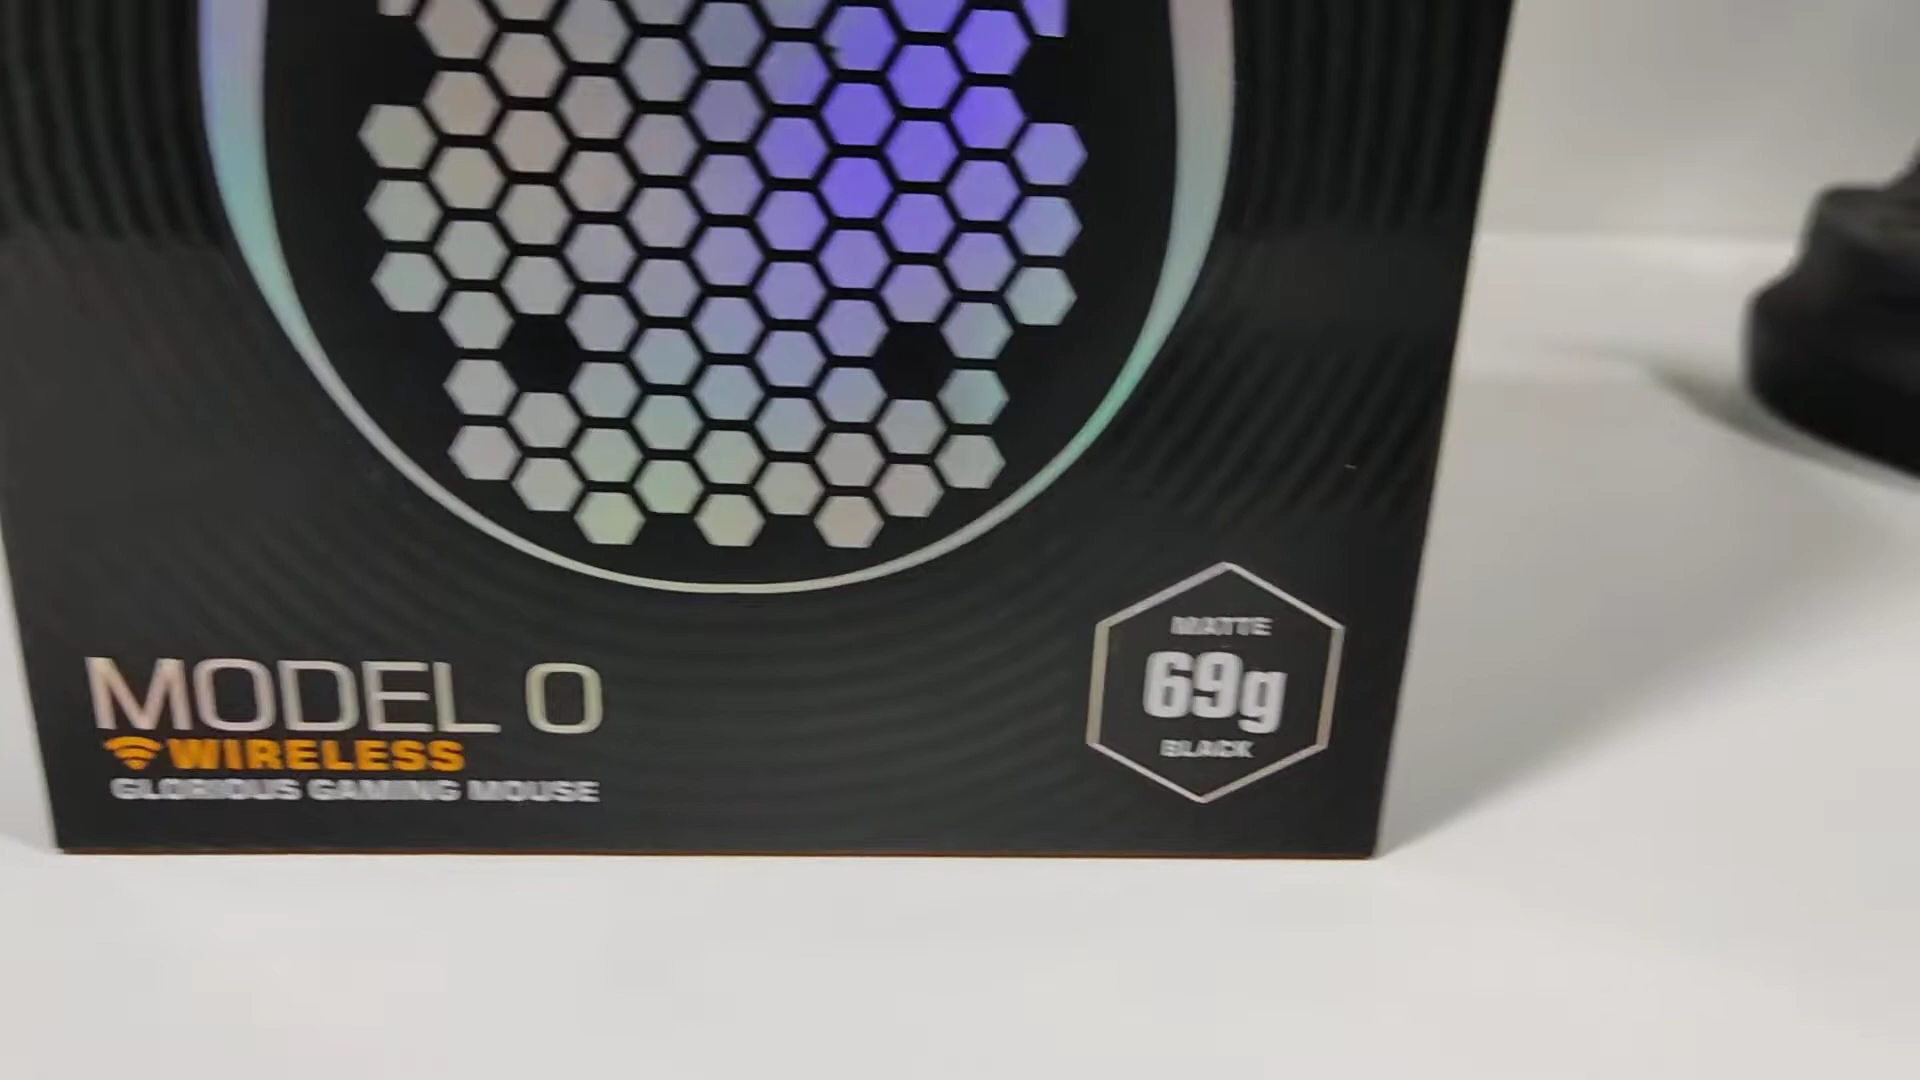 MODEL O
WIRELESS
GLORIOUS GAMING MOUSE
MATTE
69g
BLACK